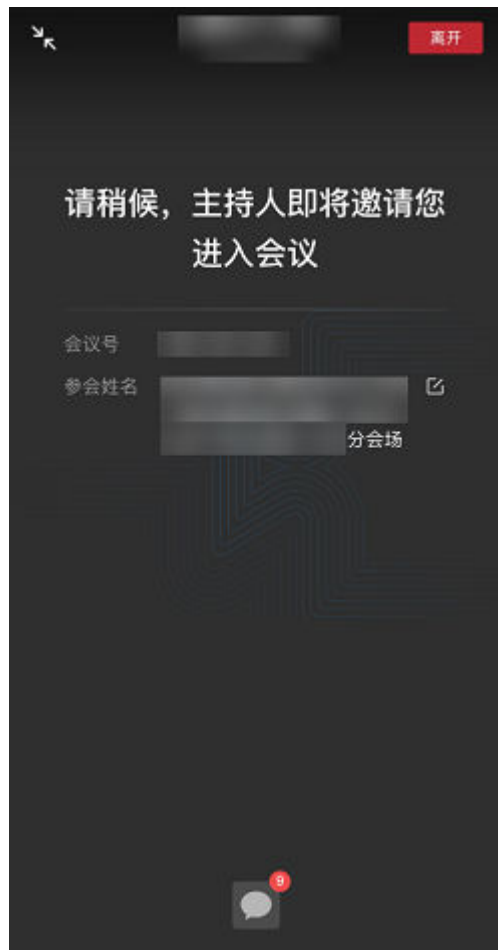 离开
请稍候，主持人即将邀请您
进入会议
会议号
参会姓名
分会场
9